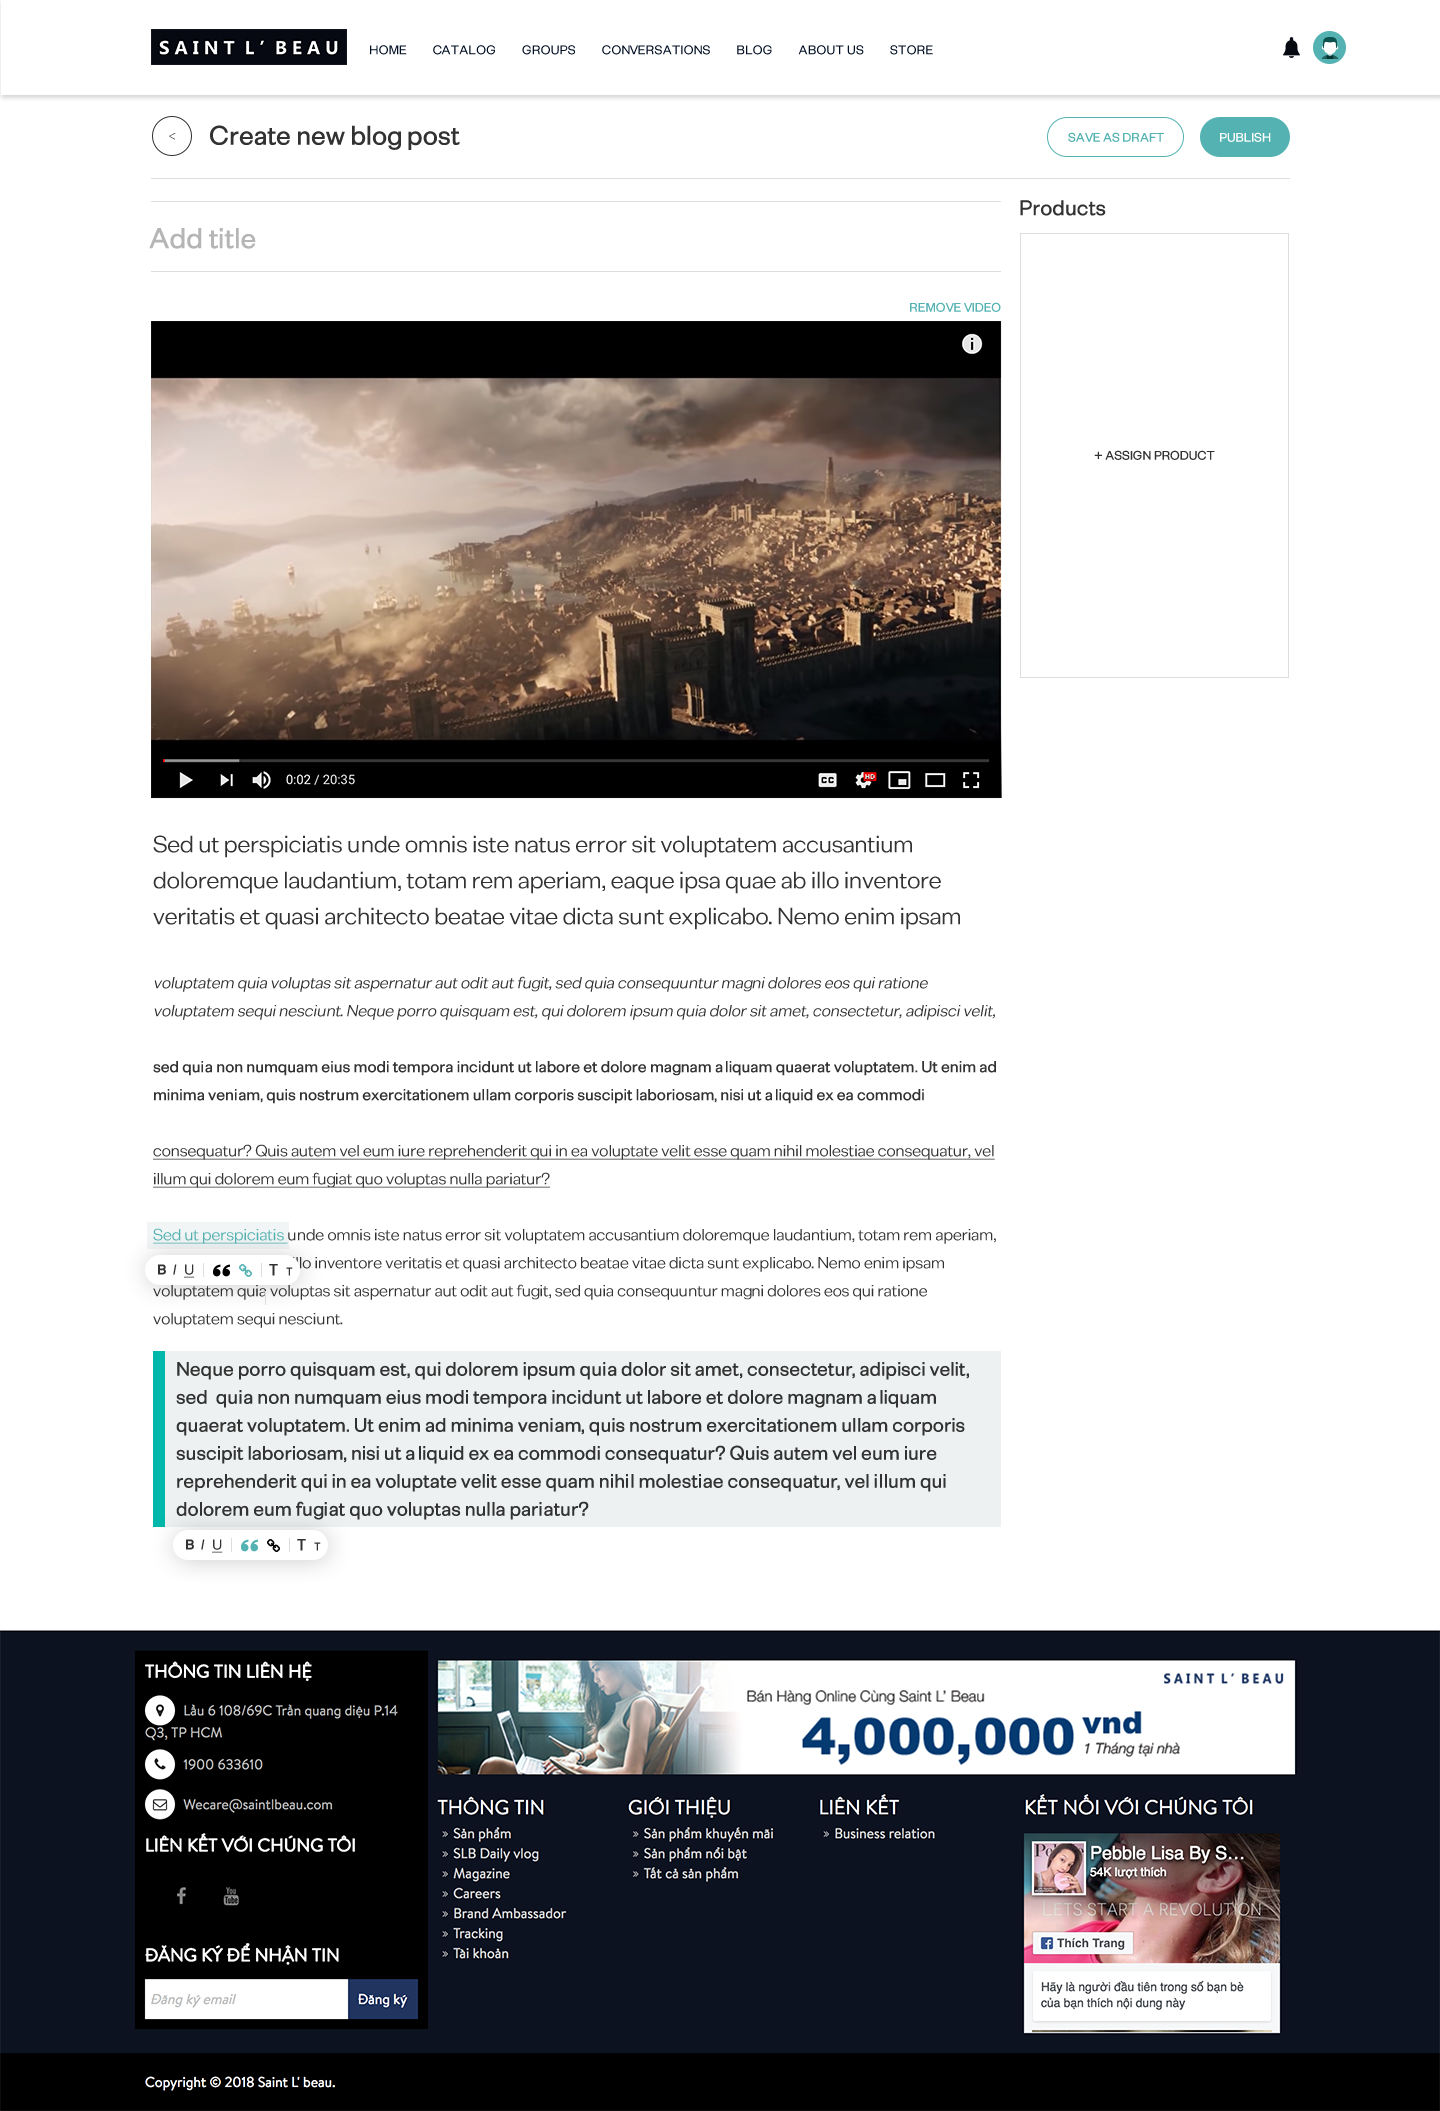 SAINT L' BEAU
HOME CATALOG GROUPS CONVERSATIONS BLOG ABOUT US STORE
< Create new blog post
SAVE AS DRAFT PUBLISH
Add title
Products
REMOVE VIDEO
+ ASSIGN PRODUCT
0:02 / 20:35
CC HD
Sed ut perspiciatis unde omnis iste natus error sit voluptatem accusantium
doloremque laudantium, totam rem aperiam, eaque ipsa quae ab illo inventore
veritatis et quasi architecto beatae vitae dicta sunt explicabo. Nemo enim ipsam
voluptatem quia voluptas sit aspernatur aut odit aut fugit, sed quia consequuntur magni dolores eos qui ratione
voluptatem sequi nesciunt. Neque porro quisquam est, qui dolorem ipsum quia dolor sit amet, consectetur, adipisci velit,
sed quia non numquam eius modi tempora incidunt ut labore et dolore magnam aliquam quaerat voluptatem. Ut enim ad
minima veniam, quis nostrum exercitationem ullam corporis suscipit laboriosam, nisi ut aliquid ex ea commodi
consequatur? Quis autem vel eum iure reprehenderit qui in ea voluptate velit esse quam nihil molestiae consequatur, vel
illum qui dolorem eum fugiat quo voluptas nulla pariatur?
Sed ut perspiciatis unde omnis iste natus error sit voluptatem accusantium doloremque laudantium, totam rem aperiam,
B I U T T
llo inventore veritatis et quasi architecto beatae vitae dicta sunt explicabo. Nemo enim ipsam
voluptatem quia voluptas sit aspernatur aut odit aut fugit, sed quia consequuntur magni dolores eos qui ratione
voluptatem sequi nesciunt.
Neque porro quisquam est, qui dolorem ipsum quia dolor sit amet, consectetur, adipisci velit,
sed quia non numquam eius modi tempora incidunt ut labore et dolore magnam aliquam
quaerat voluptatem. Ut enim ad minima veniam, quis nostrum exercitationem ullam corporis
suscipit laboriosam, nisi ut aliquid ex ea commodi consequatur? Quis autem vel eum iure
reprehenderit qui in ea voluptate velit esse quam nihil molestiae consequatur, vel illum qui
dolorem eum fugiat quo voluptas nulla pariatur?
B I U T T
THÔNG TIN LIÊN HỆ
Lầu 6 108/69C Trần quang diệu P.14
Q3, TP HCM
1900 633610
Wecare@saintlbeau.com
LIÊN KẾT VỚI CHÚNG TÔI
You Tube
ĐĂNG KÝ ĐỂ NHẬN TIN
Đăng ký email
Đăng ký
SAINT L' BEAU
Bán Hàng Online Cùng Saint L' Beau
4,000,000 vnd
1 Tháng tại nhà
THÔNG TIN
» Sản phẩm
» SLB Daily vlog
» Magazine
» Careers
» Brand Ambassador
» Tracking
» Tài khoản
GIỚI THIỆU
» Sản phẩm khuyến mãi
» Sản phẩm nổi bật
» Tất cả sản phẩm
LIÊN KẾT
» Business relation
KẾT NỐI VỚI CHÚNG TÔI
Pebble Lisa By S...
54K lượt thích
LETS START A REVOLUTION
Thích Trang
Hãy là người đầu tiên trong số bạn bè
của bạn thích nội dung này
Copyright © 2018 Saint L' beau.